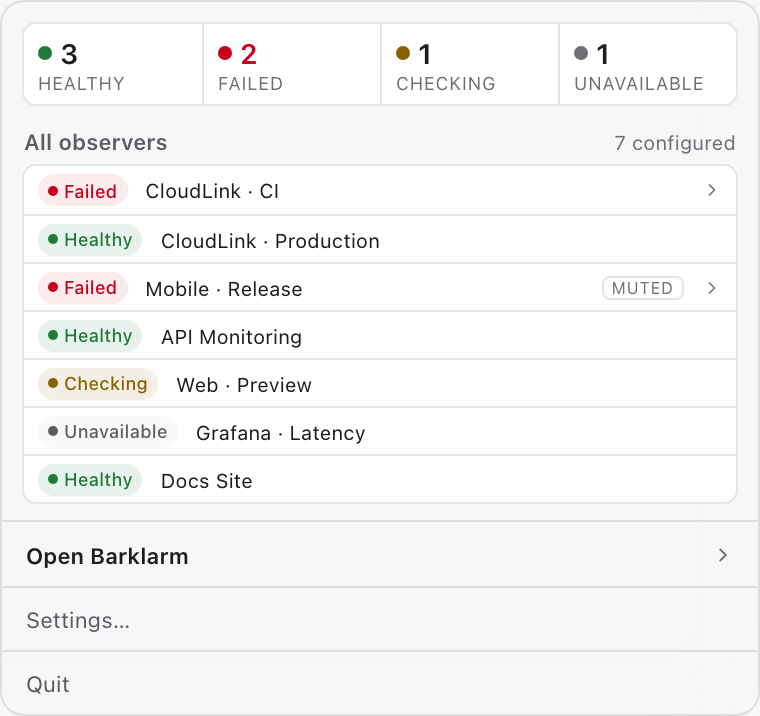 3 2 1 1
HEALTHY FAILED CHECKING UNAVAILABLE
All observers 7 configured
Failed CloudLink · CI
Healthy CloudLink · Production
Failed Mobile · Release MUTED
Healthy API Monitoring
Checking Web · Preview
Unavailable Grafana · Latency
Healthy Docs Site
Open Barklarm
Settings...
Quit